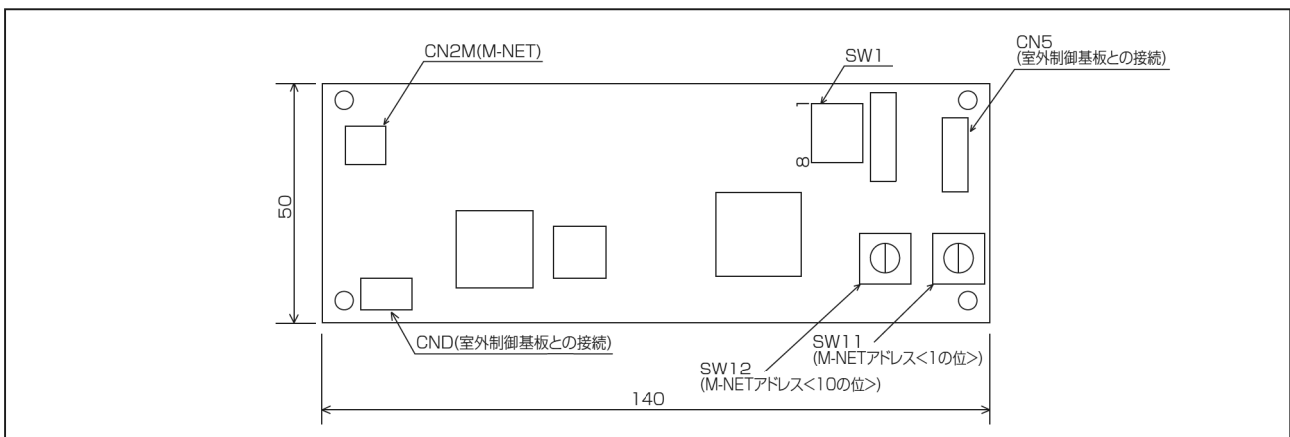 CN2M(M-NET)
SW1
CN5
(室外制御基板との接続)
1
8
50
CND(室外制御基板との接続)
SW11
(M-NETアドレス<1の位>)
SW12
(M-NETアドレス<10の位>)
140